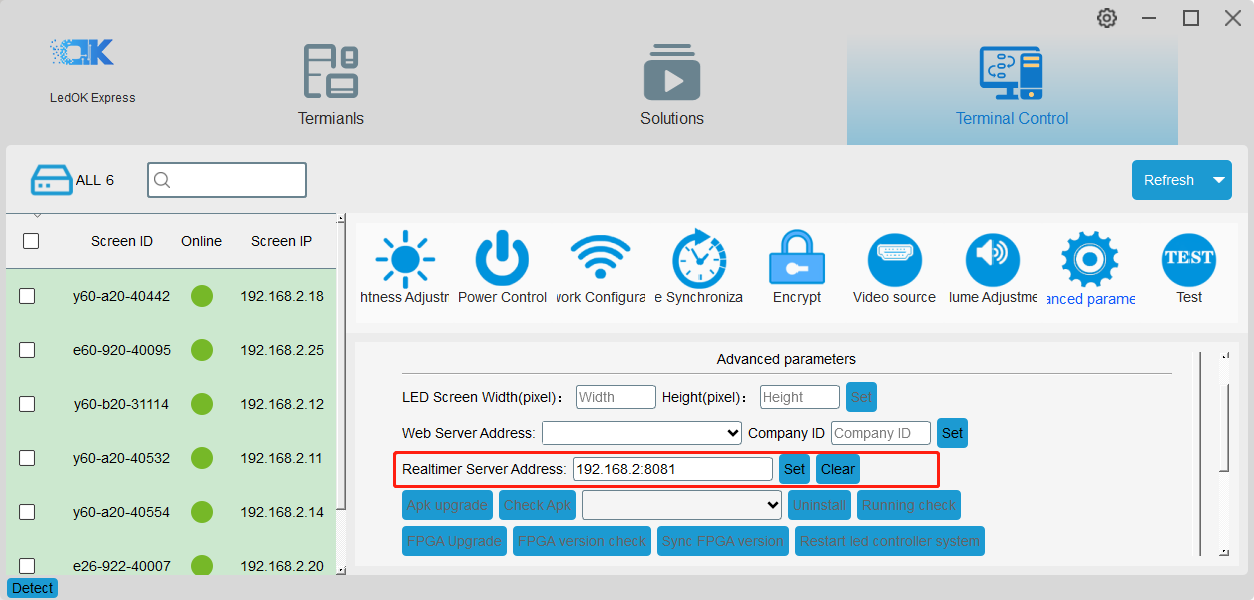 LedOK Express
Termianls
Solutions
Terminal Control
ALL 6
Refresh
Screen ID Online Screen IP
y60-a20-40442 192.168.2.18
e60-920-40095 192.168.2.25
y60-b20-31114 192.168.2.12
y60-a20-40532 192.168.2.11
y60-a20-40554 192.168.2.14
e26-922-40007 192.168.2.20
Detect
TEST
htness Adjustr Power Control work Configura e Synchroniza Encrypt Video source lume Adjustme anced parame Test
Advanced parameters
LED Screen Width(pixel): Width Height(pixel): Height Set
Web Server Address: Company ID Company ID Set
Realtimer Server Address: 192.168.2:8081 Set Clear
Apk upgrade Check Apk Uninstall Running check
FPGA Upgrade FPGA version check Sync FPGA version Restart led controller system